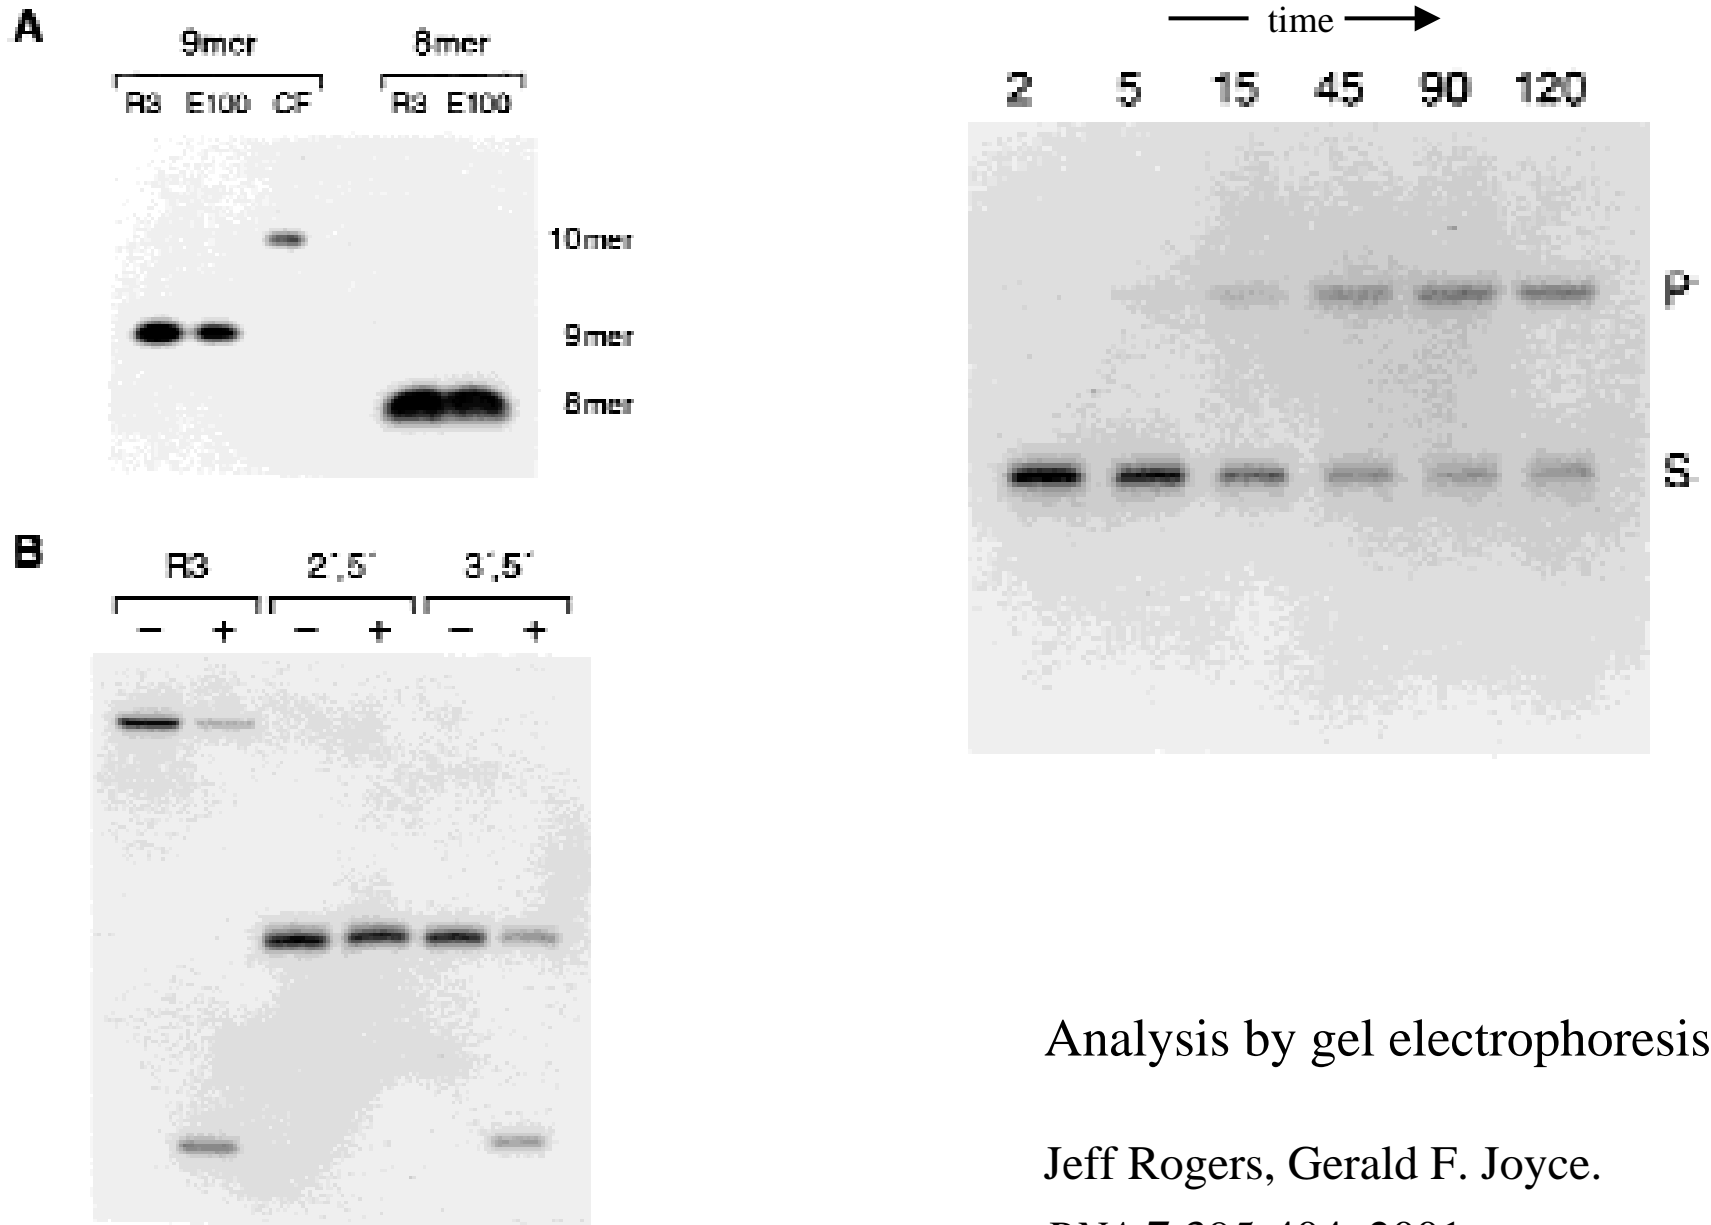 A
9mer 8mer
R3 E100 CF R3 E100
10mer
9mer
8mer
B
R3 2´,5´ 3´,5´
− + − + − +
time
2 5 15 45 90 120
P
S
Analysis by gel electrophoresis
Jeff Rogers, Gerald F. Joyce.